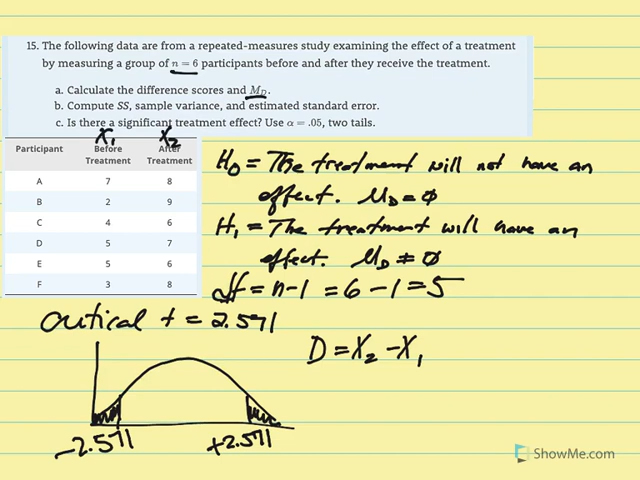 15. The following data are from a repeated-measures study examining the effect of a treatment
by measuring a group of n = 6 participants before and after they receive the treatment.
a. Calculate the difference scores and M_D.
b. Compute SS, sample variance, and estimated standard error.
c. Is there a significant treatment effect? Use α = .05, two tails.
X₁ X₂
Participant Before Treatment After Treatment
A 7 8
B 2 9
C 4 6
D 5 7
E 5 6
F 3 8
H₀ = The treatment will not have an
effect. μ_D = 0
H₁ = The treatment will have an
effect. μ_D ≠ 0
df = n - 1 = 6 - 1 = 5
critical t = 2.571
D = X₂ - X₁
-2.571 +2.571
ShowMe.com